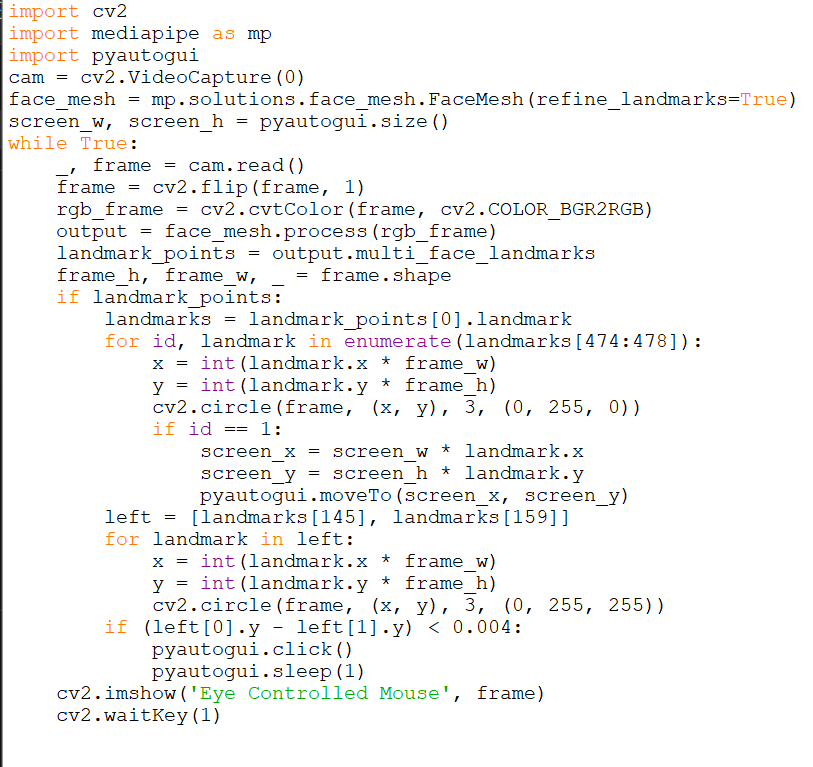 import cv2
import mediapipe as mp
import pyautogui
cam = cv2.VideoCapture(0)
face_mesh = mp.solutions.face_mesh.FaceMesh(refine_landmarks=True)
screen_w, screen_h = pyautogui.size()
while True:
    _, frame = cam.read()
    frame = cv2.flip(frame, 1)
    rgb_frame = cv2.cvtColor(frame, cv2.COLOR_BGR2RGB)
    output = face_mesh.process(rgb_frame)
    landmark_points = output.multi_face_landmarks
    frame_h, frame_w, _ = frame.shape
    if landmark_points:
        landmarks = landmark_points[0].landmark
        for id, landmark in enumerate(landmarks[474:478]):
            x = int(landmark.x * frame_w)
            y = int(landmark.y * frame_h)
            cv2.circle(frame, (x, y), 3, (0, 255, 0))
            if id == 1:
                screen_x = screen_w * landmark.x
                screen_y = screen_h * landmark.y
                pyautogui.moveTo(screen_x, screen_y)
        left = [landmarks[145], landmarks[159]]
        for landmark in left:
            x = int(landmark.x * frame_w)
            y = int(landmark.y * frame_h)
            cv2.circle(frame, (x, y), 3, (0, 255, 255))
        if (left[0].y - left[1].y) < 0.004:
            pyautogui.click()
            pyautogui.sleep(1)
    cv2.imshow('Eye Controlled Mouse', frame)
    cv2.waitKey(1)